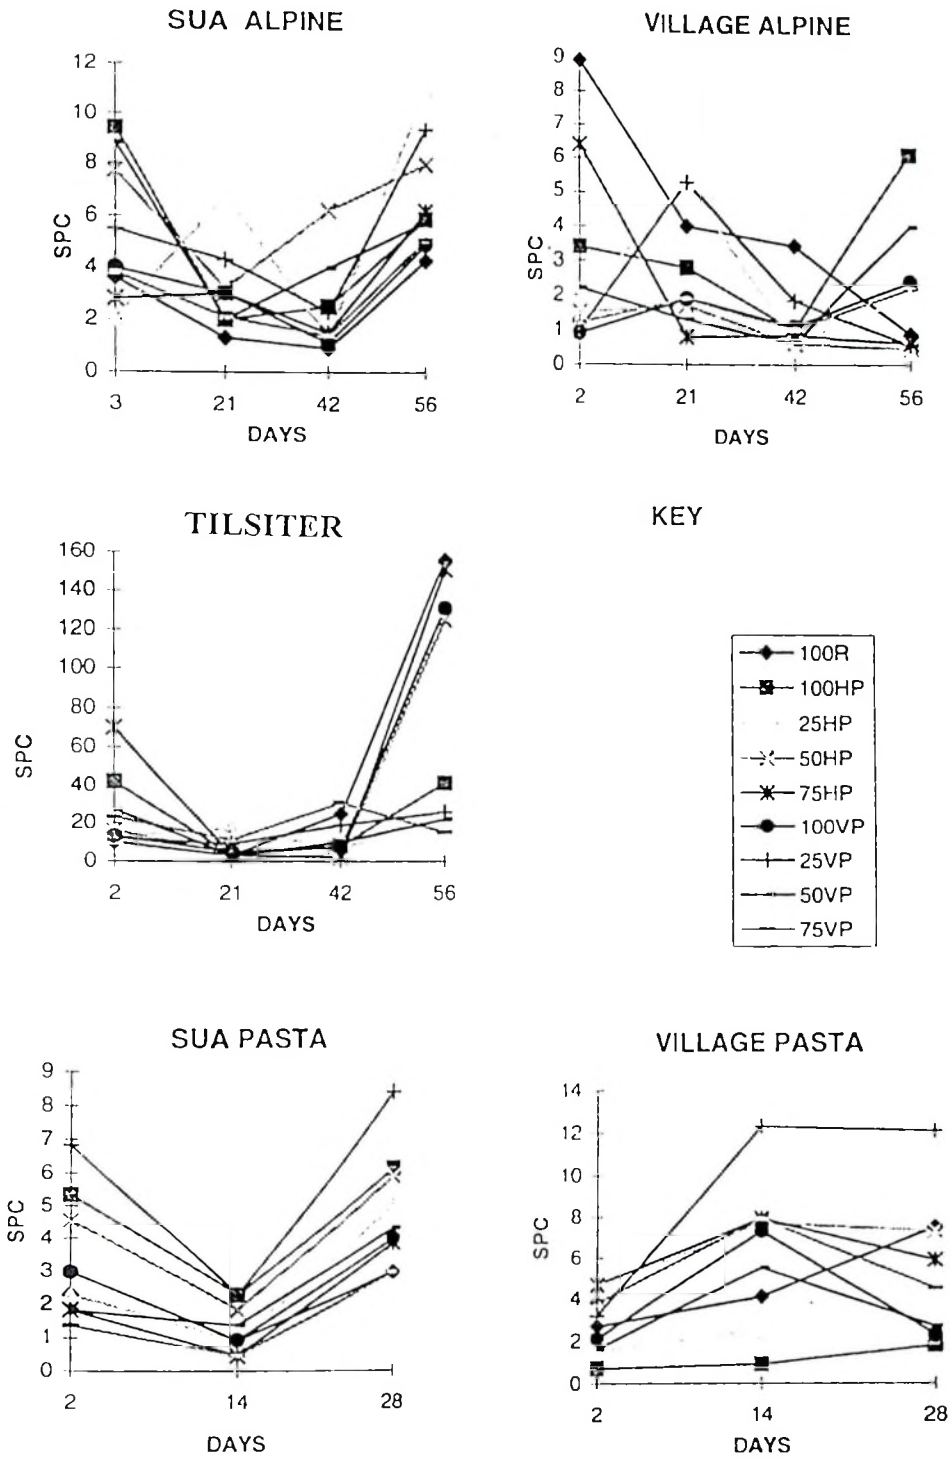 SUA ALPINE
12
10
8
6
4
2
0
SPC
3 21 42 56
DAYS
VILLAGE ALPINE
9
8
7
6
5
4
3
2
1
0
SPC
2 21 42 56
DAYS
TILSITER
160
140
120
100
80
60
40
20
0
SPC
2 21 42 56
DAYS
KEY
100R
100HP
25HP
50HP
75HP
100VP
25VP
50VP
75VP
SUA PASTA
9
8
7
6
5
4
3
2
1
0
SPC
2 14 28
DAYS
VILLAGE PASTA
14
12
10
8
6
4
2
0
SPC
2 14 28
DAYS